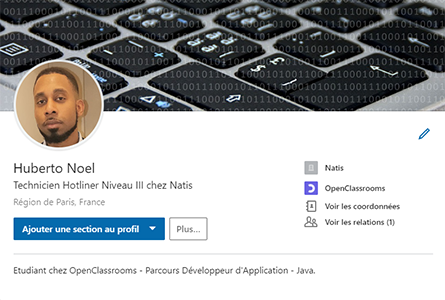 Huberto Noel
Technicien Hotliner Niveau III chez Natis
Région de Paris, France
Ajouter une section au profil
Plus...
Natis
OpenClassrooms
Voir les coordonnées
Voir les relations (1)
Etudiant chez OpenClassrooms - Parcours Développeur d'Application - Java.